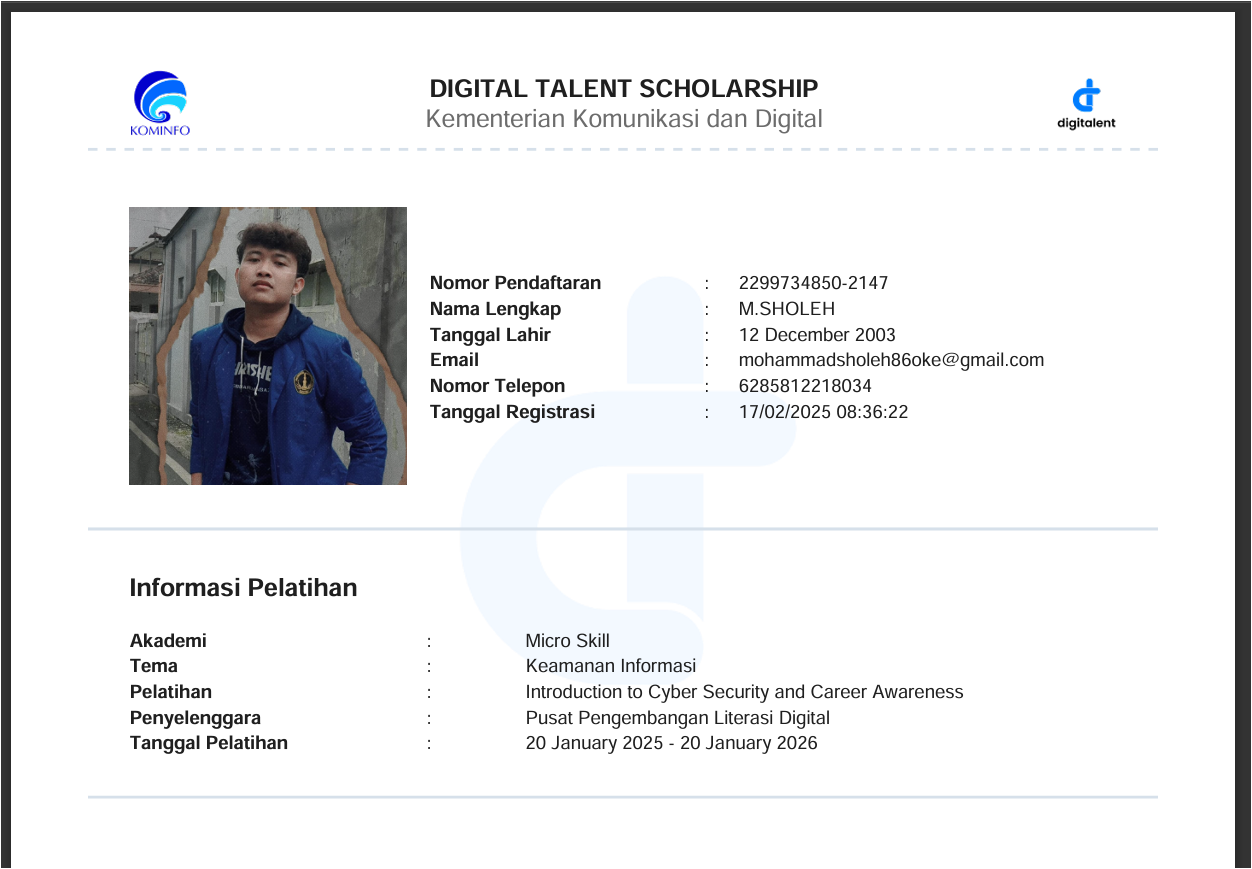 KOMINFO
DIGITAL TALENT SCHOLARSHIP
Kementerian Komunikasi dan Digital
digitalent
Nomor Pendaftaran : 2299734850-2147
Nama Lengkap : M.SHOLEH
Tanggal Lahir : 12 December 2003
Email : mohammadsholeh86oke@gmail.com
Nomor Telepon : 6285812218034
Tanggal Registrasi : 17/02/2025 08:36:22
Informasi Pelatihan
Akademi : Micro Skill
Tema : Keamanan Informasi
Pelatihan : Introduction to Cyber Security and Career Awareness
Penyelenggara : Pusat Pengembangan Literasi Digital
Tanggal Pelatihan : 20 January 2025 - 20 January 2026